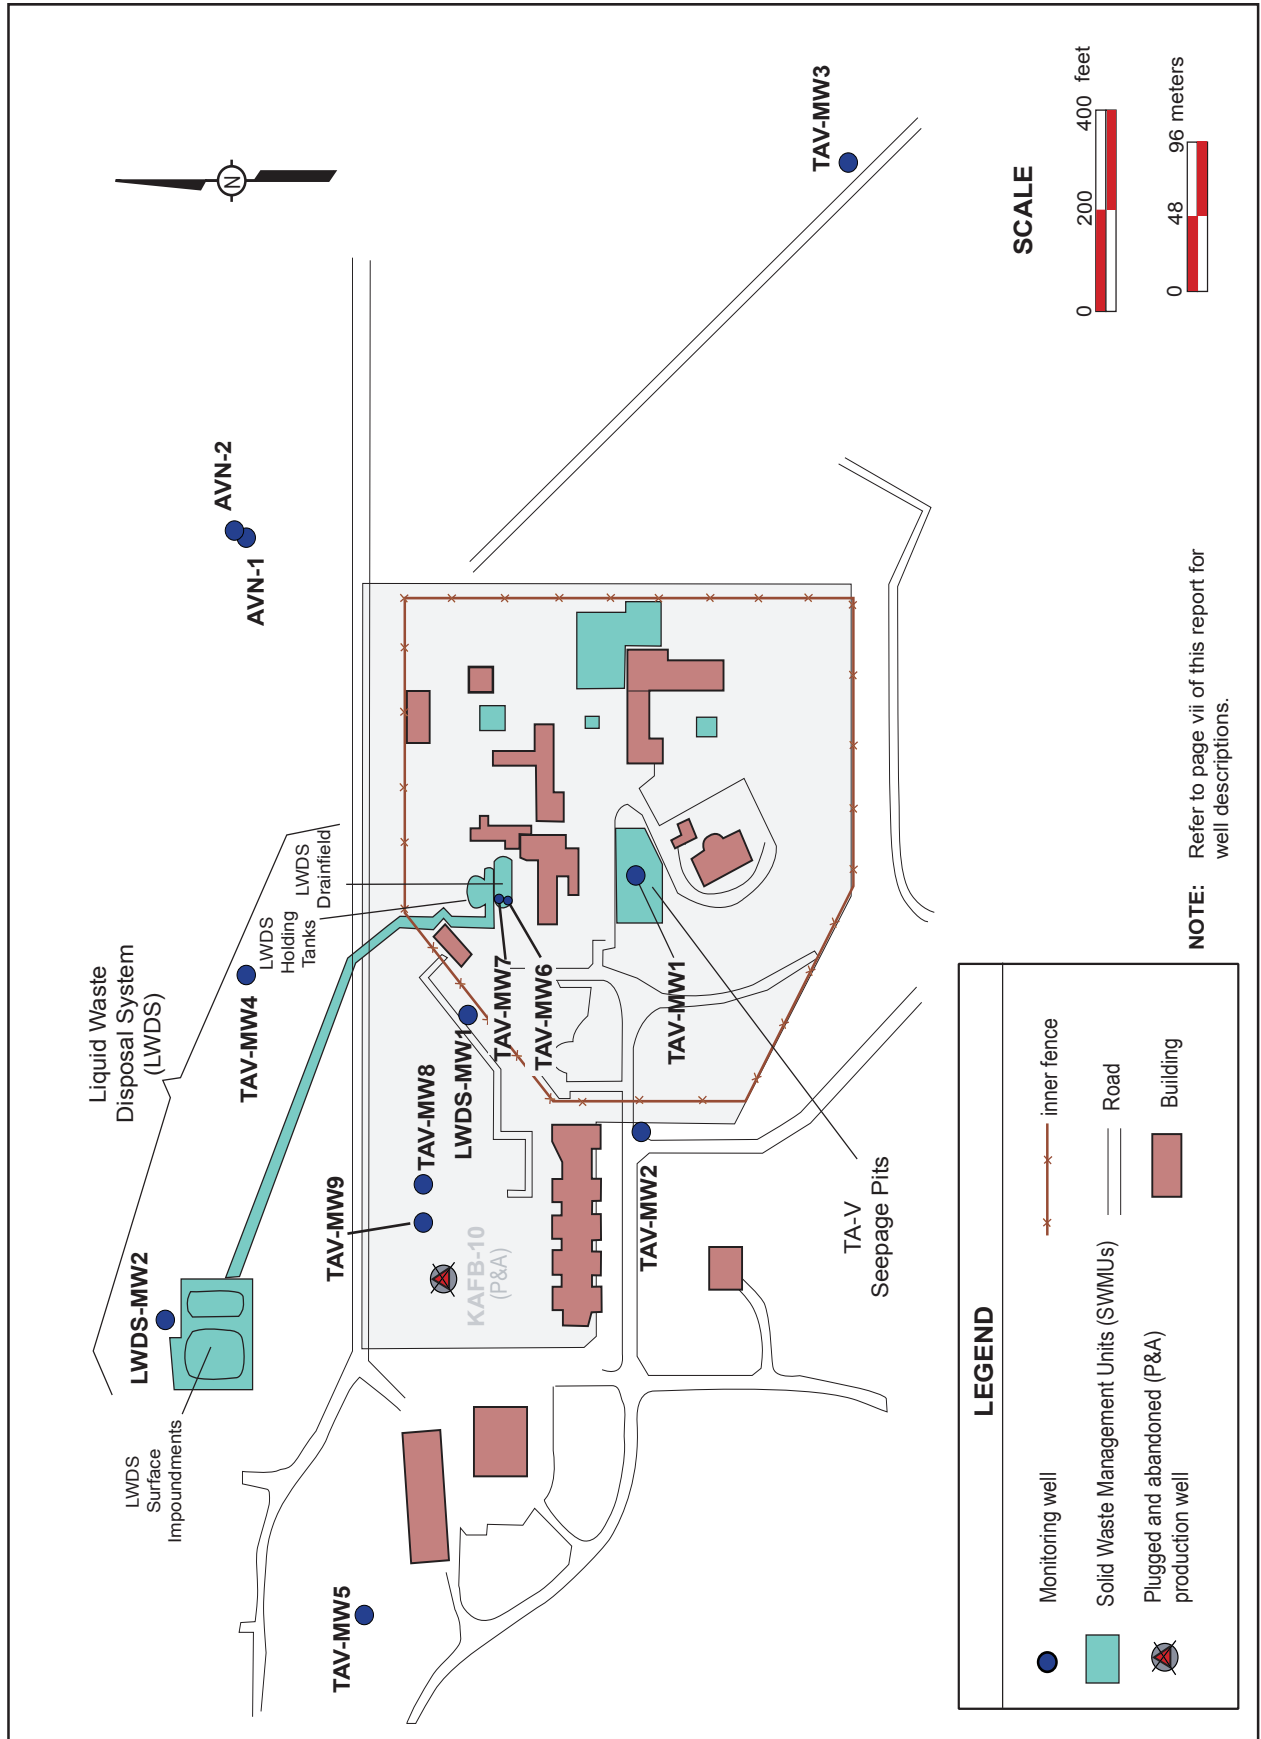 Liquid Waste
Disposal System
(LWDS)
LWDS-MW2
LWDS
Surface
Impoundments
TAV-MW4
LWDS
Holding
Tanks
LWDS
Drainfield
AVN-2
AVN-1
N
TAV-MW3
TAV-MW5
TAV-MW9
TAV-MW8
KAFB-10
(P&A)
LWDS-MW1
TAV-MW7
TAV-MW6
TAV-MW2
TAV-MW1
TA-V
Seepage Pits
SCALE
0 200 400 feet
0 48 96 meters
NOTE: Refer to page vii of this report for
well descriptions.
LEGEND
Monitoring well
Solid Waste Management Units (SWMUs)
Plugged and abandoned (P&A)
production well
inner fence
Road
Building